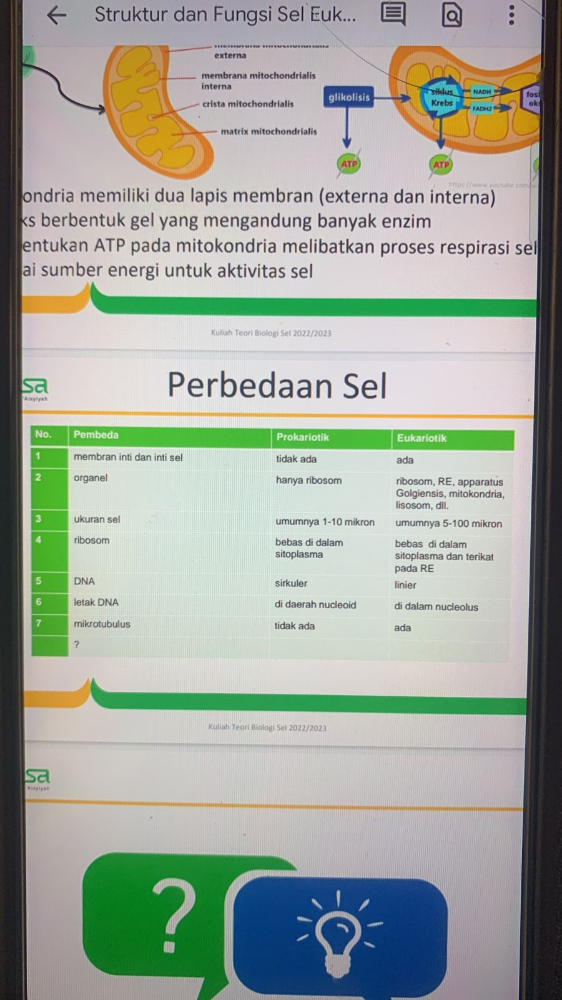 Struktur dan Fungsi Sel Euk...
externa
membrana mitochondrialis
interna
crista mitochondrialis
matrix mitochondrialis
glikolisis
siklus
Krebs
NADH
FADH2
ATP
ATP
https://www.youtube.com/
ondria memiliki dua lapis membran (externa dan interna)
ks berbentuk gel yang mengandung banyak enzim
entukan ATP pada mitokondria melibatkan proses respirasi sel
ai sumber energi untuk aktivitas sel
Kuliah Teori Biologi Sel 2022/2023
sa
'Aisyiyah
Perbedaan Sel
No. Pembeda Prokariotik Eukariotik
1 membran inti dan inti sel tidak ada ada
2 organel hanya ribosom ribosom, RE, apparatus
Golgiensis, mitokondria,
lisosom, dll.
3 ukuran sel umumnya 1-10 mikron umumnya 5-100 mikron
4 ribosom bebas di dalam bebas di dalam
sitoplasma sitoplasma dan terikat
pada RE
5 DNA sirkuler linier
6 letak DNA di daerah nucleoid di dalam nucleolus
7 mikrotubulus tidak ada ada
?
Kuliah Teori Biologi Sel 2022/2023
sa
'Aisyiyah
?